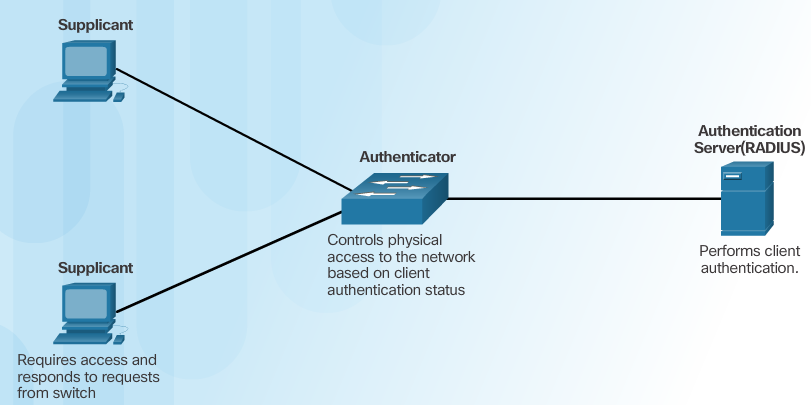 Supplicant
Authentication
Server(RADIUS)
Authenticator
Controls physical
access to the network
based on client
authentication status
Performs client
authentication.
Supplicant
Requires access and
responds to requests
from switch